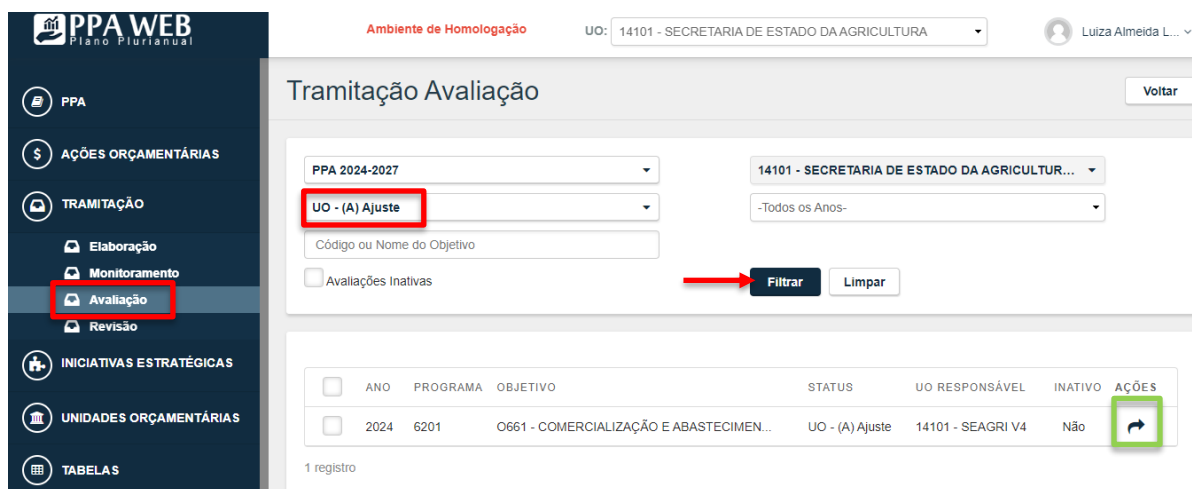 PPA WEB
Plano Plurianual
Ambiente de Homologação
UO: 14101 - SECRETARIA DE ESTADO DA AGRICULTURA
Luiza Almeida L...
PPA
AÇÕES ORÇAMENTÁRIAS
TRAMITAÇÃO
Elaboração
Monitoramento
Avaliação
Revisão
INICIATIVAS ESTRATÉGICAS
UNIDADES ORÇAMENTÁRIAS
TABELAS
Tramitação Avaliação
Voltar
PPA 2024-2027
14101 - SECRETARIA DE ESTADO DA AGRICULTUR...
UO - (A) Ajuste
-Todos os Anos-
Código ou Nome do Objetivo
Avaliações Inativas
Filtrar
Limpar
ANO PROGRAMA OBJETIVO STATUS UO RESPONSÁVEL INATIVO AÇÕES
2024 6201 O661 - COMERCIALIZAÇÃO E ABASTECIMEN... UO - (A) Ajuste 14101 - SEAGRI V4 Não
1 registro